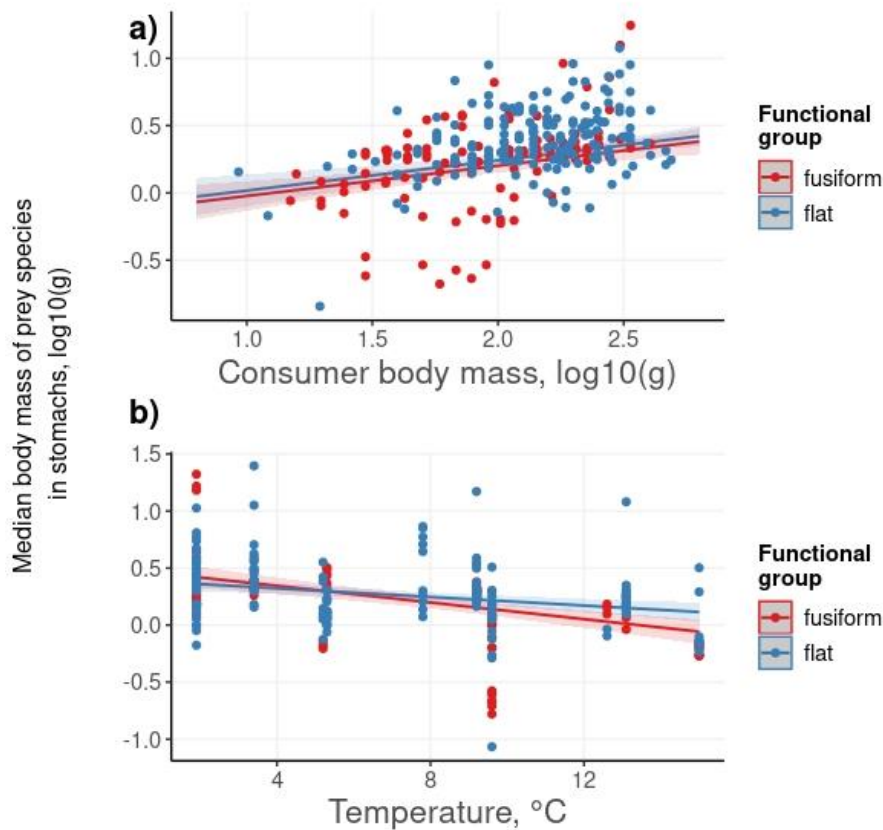 a)
1.0
0.5
0.0
-0.5
1.0 1.5 2.0 2.5
Consumer body mass, log10(g)
Functional
group
fusiform
flat
Median body mass of prey species
in stomachs, log10(g)
b)
1.5
1.0
0.5
0.0
-0.5
-1.0
4 8 12
Temperature, °C
Functional
group
fusiform
flat